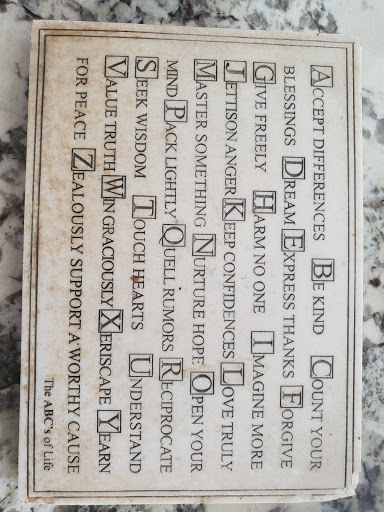 ACCEPT DIFFERENCES BE KIND COUNT YOUR
BLESSINGS DREAM EXPRESS THANKS FORGIVE
GIVE FREELY HARM NO ONE IMAGINE MORE
JETTISON ANGER KEEP CONFIDENCES LOVE TRULY
MASTER SOMETHING NURTURE HOPE OPEN YOUR
MIND PACK LIGHTLY QUELL RUMORS RECIPROCATE
SEEK WISDOM TOUCH HEARTS UNDERSTAND
VALUE TRUTH WIN GRACIOUSLY XERISCAPE YEARN
FOR PEACE ZEALOUSLY SUPPORT A WORTHY CAUSE
The ABC's of Life